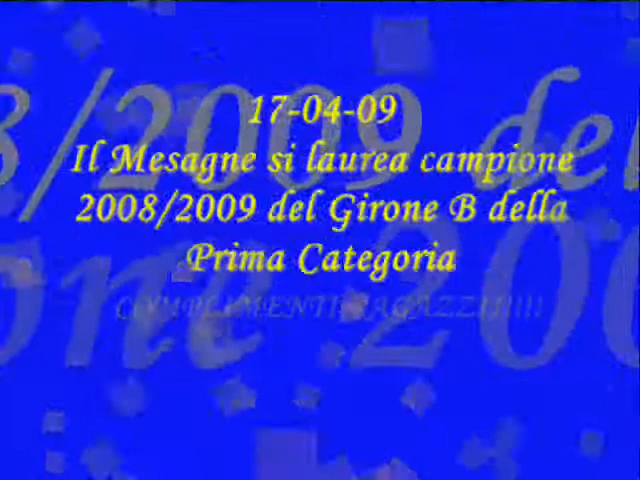 17-04-09
Il Mesagne si laurea campione
2008/2009 del Girone B della
Prima Categoria
COMPLIMENTI RAGAZZI!!!!!!